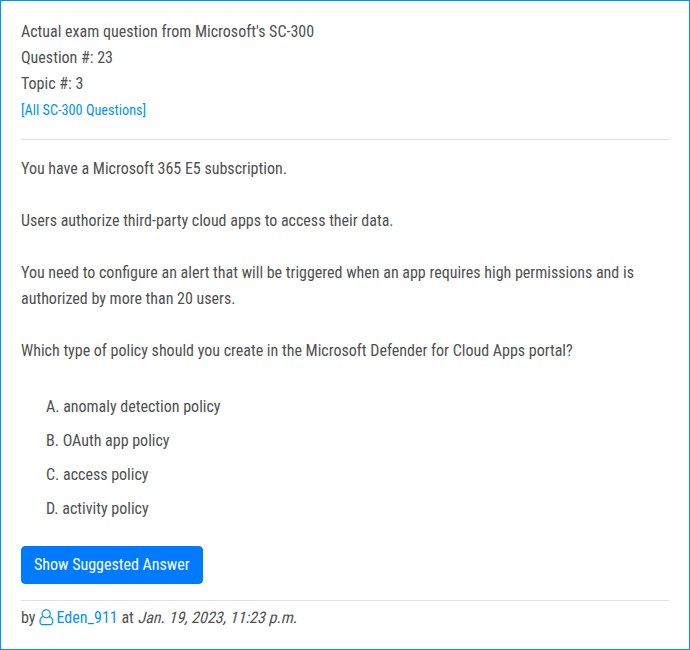 Actual exam question from Microsoft's SC-300
Question #: 23
Topic #: 3
[All SC-300 Questions]
You have a Microsoft 365 E5 subscription.
Users authorize third-party cloud apps to access their data.
You need to configure an alert that will be triggered when an app requires high permissions and is
authorized by more than 20 users.
Which type of policy should you create in the Microsoft Defender for Cloud Apps portal?
A. anomaly detection policy
B. OAuth app policy
C. access policy
D. activity policy
Show Suggested Answer
by Eden_911 at Jan. 19, 2023, 11:23 p.m.